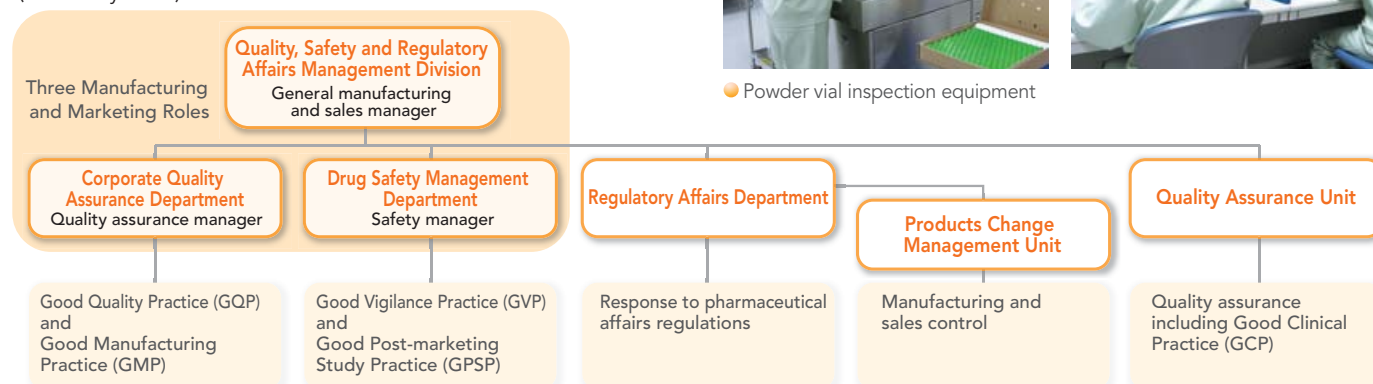 Quality, Safety and Regulatory
Affairs Management Division
General manufacturing
and sales manager
Three Manufacturing
and Marketing Roles
Powder vial inspection equipment
Corporate Quality
Assurance Department
Quality assurance manager
Drug Safety Management
Department
Safety manager
Regulatory Affairs Department
Products Change
Management Unit
Quality Assurance Unit
Good Quality Practice (GQP)
and
Good Manufacturing
Practice (GMP)
Good Vigilance Practice (GVP)
and
Good Post-marketing
Study Practice (GPSP)
Response to pharmaceutical
affairs regulations
Manufacturing and
sales control
Quality assurance
including Good Clinical
Practice (GCP)